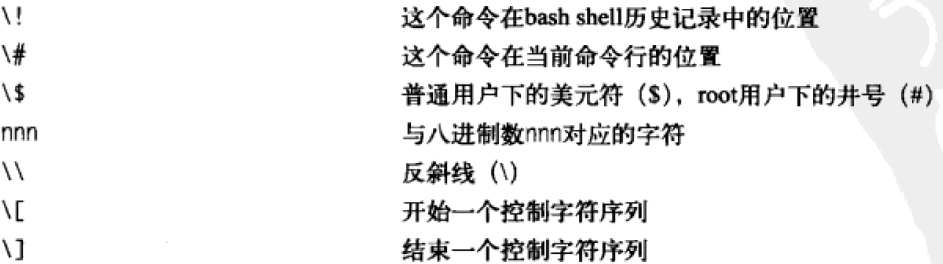 \! 这个命令在bash shell历史记录中的位置
\# 这个命令在当前命令行的位置
\$ 普通用户下的美元符（$），root用户下的井号（#）
nnn 与八进制数nnn对应的字符
\\ 反斜线（\）
\[ 开始一个控制字符序列
\] 结束一个控制字符序列